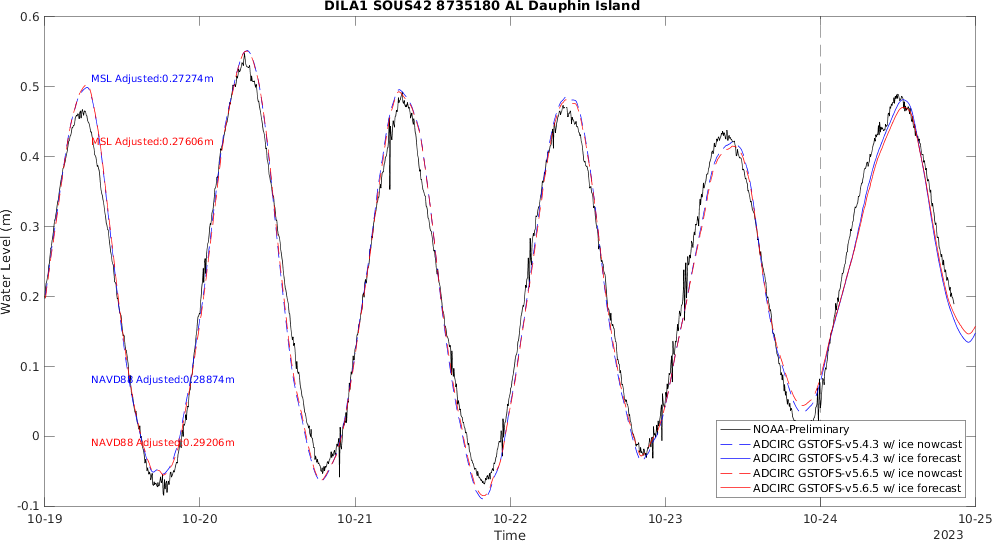 DILA1 SOUS42 8735180 AL Dauphin Island
0.6
0.5
0.4
0.3
0.2
0.1
0
-0.1
Water Level (m)
MSL Adjusted:0.27274m
MSL Adjusted:0.27606m
NAVD88 Adjusted:0.28874m
NAVD88 Adjusted:0.29206m
NOAA-Preliminary
ADCIRC GSTOFS-v5.4.3 w/ ice nowcast
ADCIRC GSTOFS-v5.4.3 w/ ice forecast
ADCIRC GSTOFS-v5.6.5 w/ ice nowcast
ADCIRC GSTOFS-v5.6.5 w/ ice forecast
10-19 10-20 10-21 10-22 10-23 10-24 10-25
Time
2023